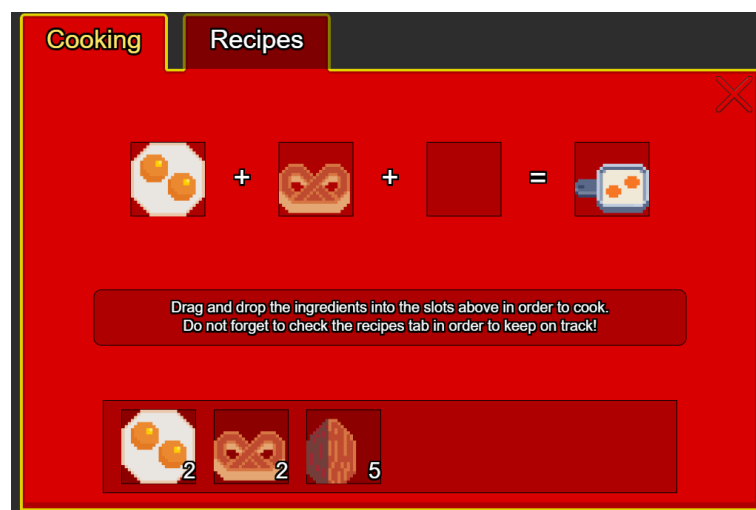 Cooking
Recipes
+ + =
Drag and drop the ingredients into the slots above in order to cook.
Do not forget to check the recipes tab in order to keep on track!
2 2 5